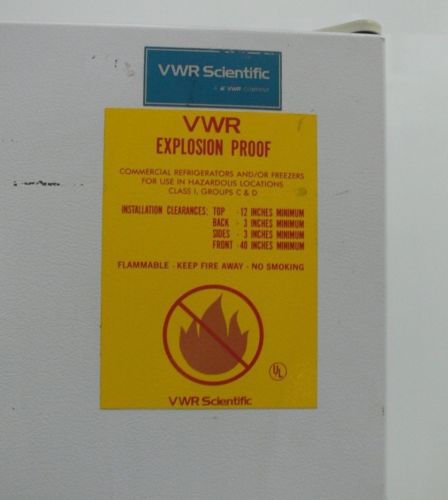 VWR Scientific
A VWR COMPANY
VWR
EXPLOSION PROOF
COMMERCIAL REFRIGERATORS AND/OR FREEZERS
FOR USE IN HAZARDOUS LOCATIONS
CLASS I, GROUPS C & D
INSTALLATION CLEARANCES: TOP - 12 INCHES MINIMUM
BACK - 3 INCHES MINIMUM
SIDES - 3 INCHES MINIMUM
FRONT - 40 INCHES MINIMUM
FLAMMABLE - KEEP FIRE AWAY - NO SMOKING
UL
VWR Scientific